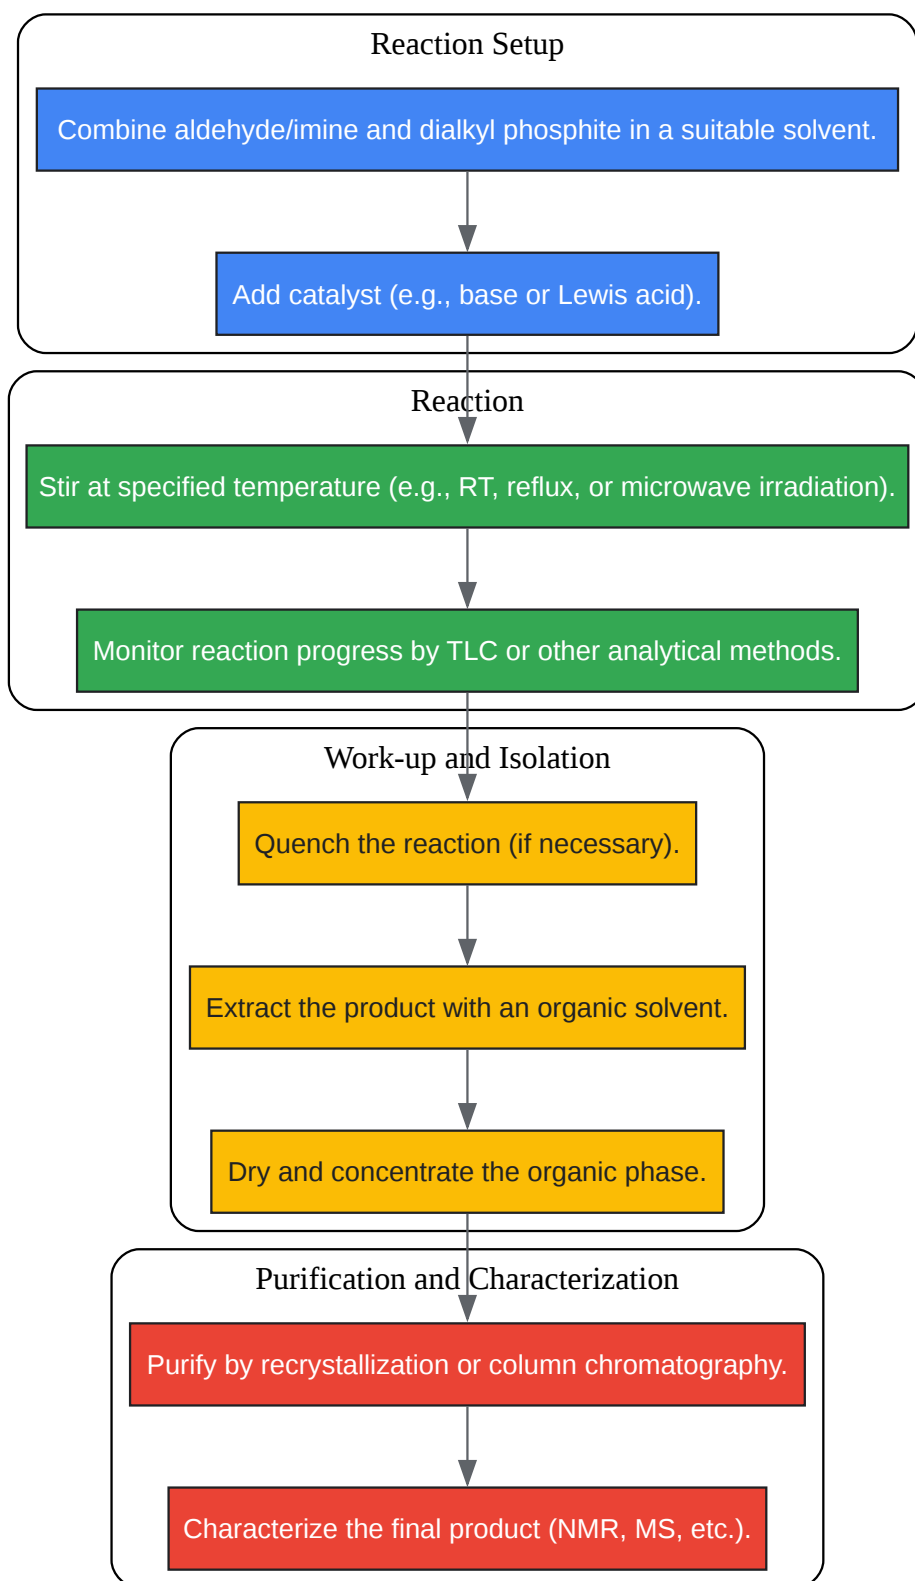 Reaction Setup
Combine aldehyde/imine and dialkyl phosphite in a suitable solvent.
Add catalyst (e.g., base or Lewis acid).
Reaction
Stir at specified temperature (e.g., RT, reflux, or microwave irradiation).
Monitor reaction progress by TLC or other analytical methods.
Work-up and Isolation
Quench the reaction (if necessary).
Extract the product with an organic solvent.
Dry and concentrate the organic phase.
Purification and Characterization
Purify by recrystallization or column chromatography.
Characterize the final product (NMR, MS, etc.).